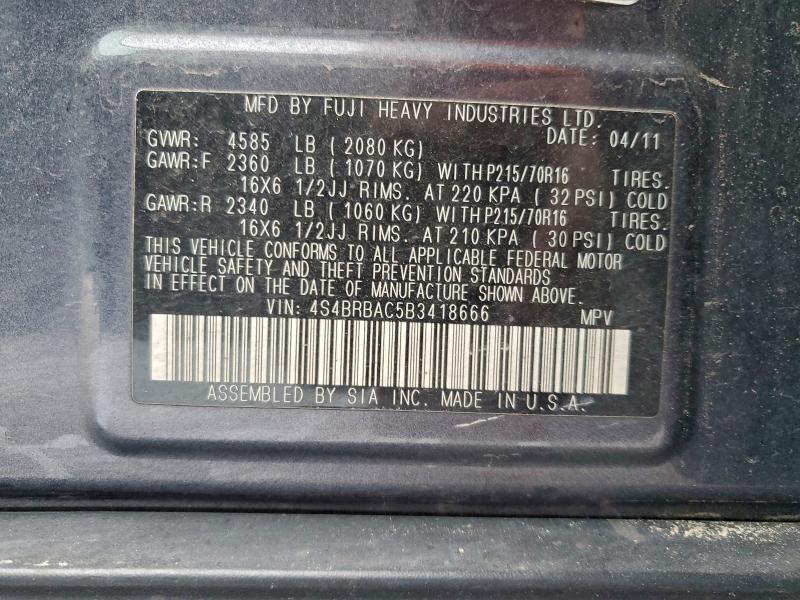 MFD BY FUJI HEAVY INDUSTRIES LTD.
DATE: 04/11
GVWR: 4585 LB ( 2080 KG)
GAWR:F 2360 LB ( 1070 KG) WITH P215/70R16 TIRES.
16X6 1/2JJ RIMS. AT 220 KPA ( 32 PSI) COLD
GAWR:R 2340 LB ( 1060 KG) WITH P215/70R16 TIRES.
16X6 1/2JJ RIMS. AT 210 KPA ( 30 PSI) COLD
THIS VEHICLE CONFORMS TO ALL APPLICABLE FEDERAL MOTOR
VEHICLE SAFETY AND THEFT PREVENTION STANDARDS
IN EFFECT ON THE DATE OF MANUFACTURE SHOWN ABOVE.
VIN: 4S4BRBAC5B3418666 MPV
ASSEMBLED BY SIA INC. MADE IN U.S.A.